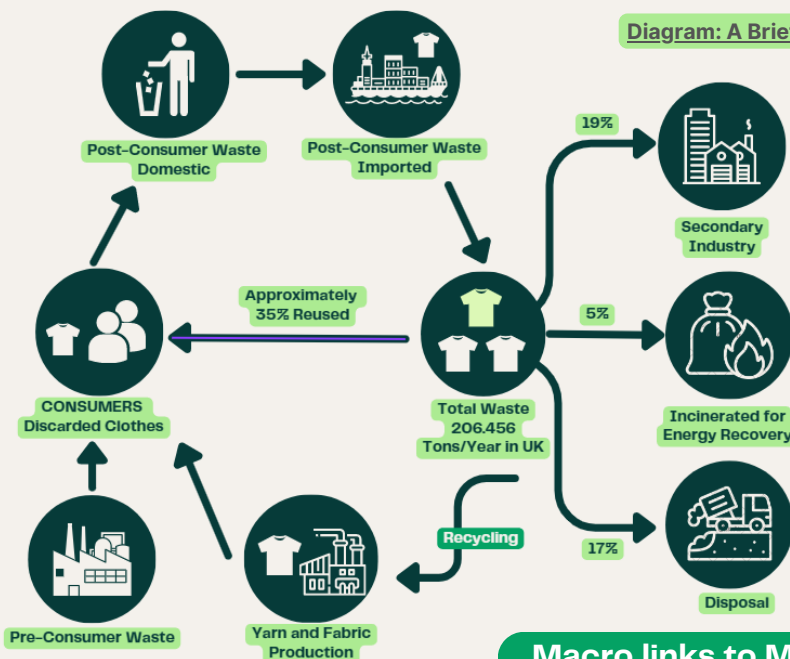 Diagram: A Brief
Post-Consumer Waste
Domestic
Post-Consumer Waste
Imported
19%
Secondary
Industry
Approximately
35% Reused
5%
CONSUMERS
Discarded Clothes
Total Waste
206.456
Tons/Year in UK
Incinerated for
Energy Recovery
Recycling
17%
Disposal
Pre-Consumer Waste
Yarn and Fabric
Production
Macro links to M